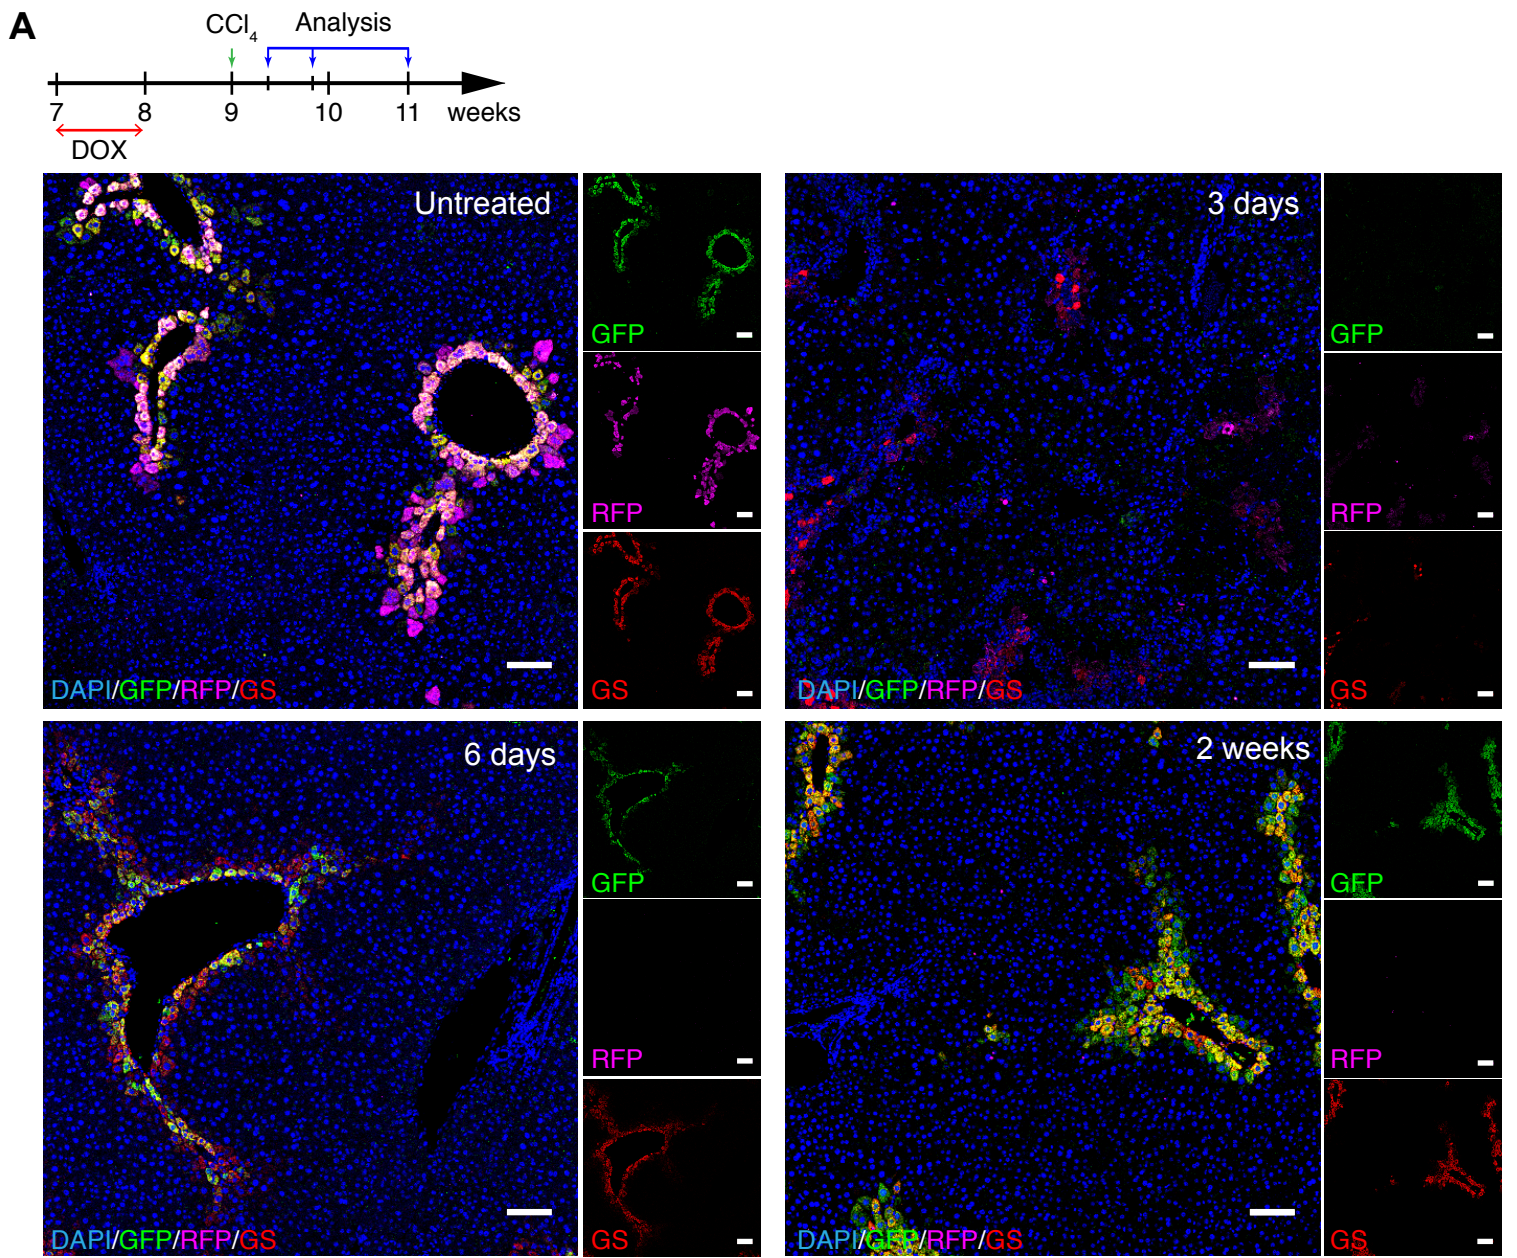 A
CCl4 Analysis
7 8 9 10 11 weeks
DOX
Untreated
GFP
RFP
DAPI/GFP/RFP/GS
GS
3 days
GFP
RFP
DAPI/GFP/RFP/GS
GS
6 days
GFP
RFP
DAPI/GFP/RFP/GS
GS
2 weeks
GFP
RFP
DAPI/GFP/RFP/GS
GS